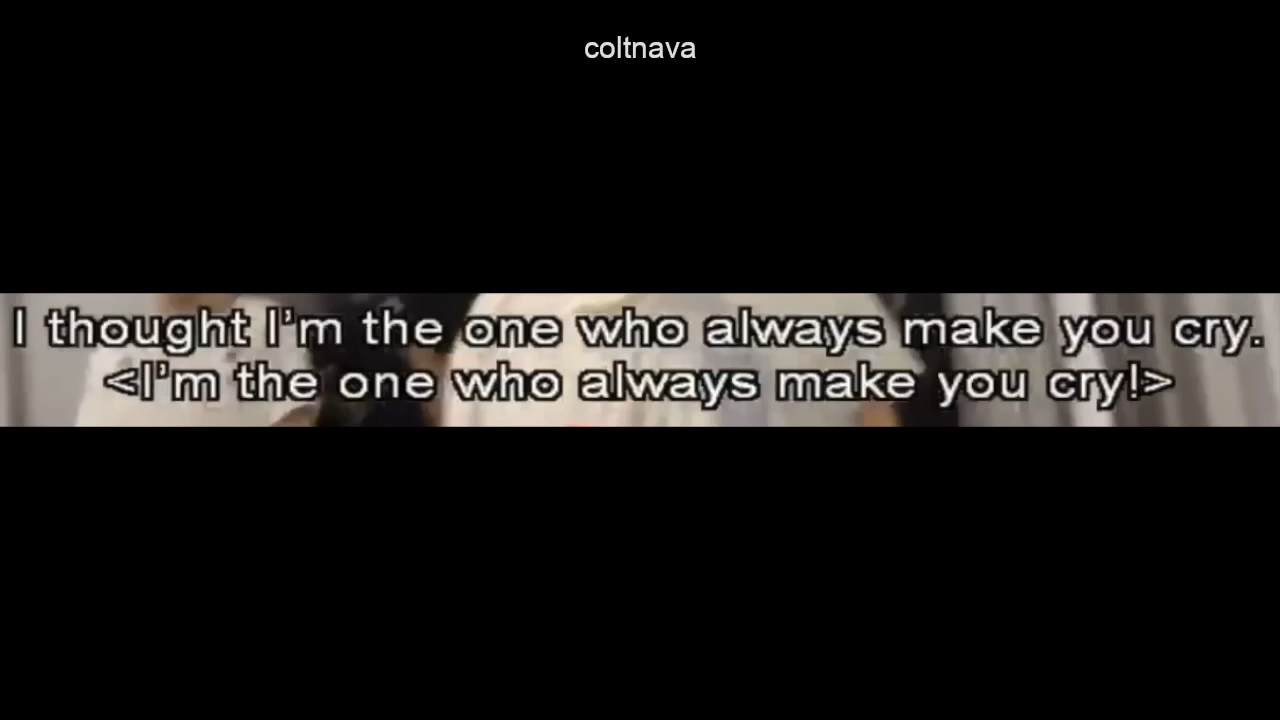 coltnava
I thought I'm the one who always make you cry.
<I'm the one who always make you cry!>